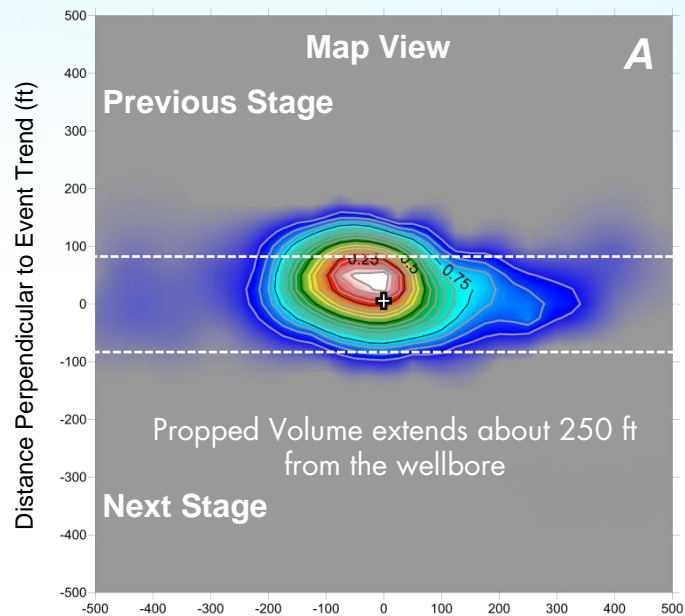 Map View
A
Previous Stage
Distance Perpendicular to Event Trend (ft)
500
400
300
200
100
0
-100
-200
-300
-400
-500
0.25
0.5
0.75
Propped Volume extends about 250 ft
from the wellbore
Next Stage
-500 -400 -300 -200 -100 0 100 200 300 400 500